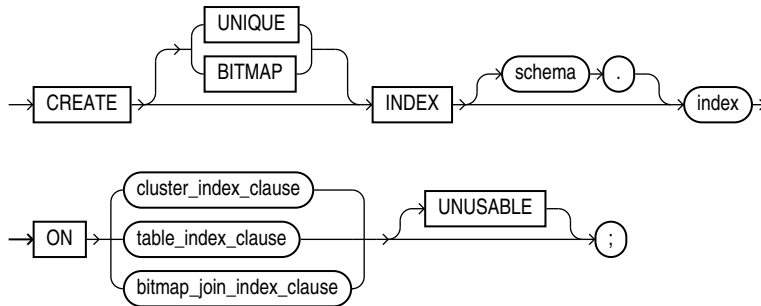 UNIQUE
BITMAP
CREATE INDEX schema . index
cluster_index_clause
UNUSABLE
ON table_index_clause ;
bitmap_join_index_clause